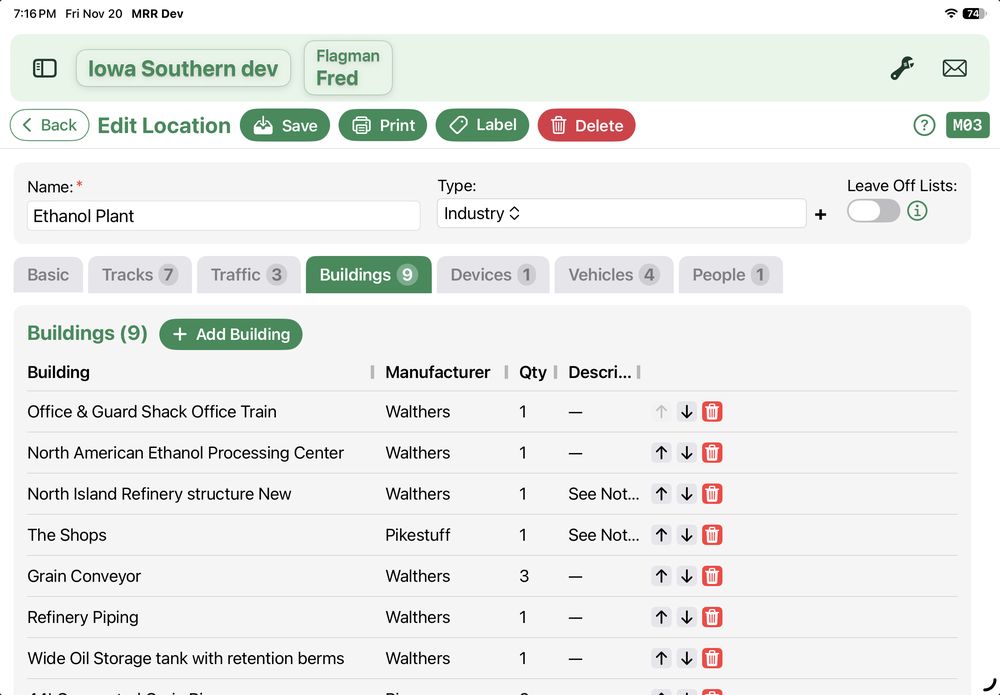 7:16 PM Fri Nov 20 MRR Dev 74
Iowa Southern dev
Flagman
Fred
Back Edit Location Save Print Label Delete ? M03
Name: * Type: Leave Off Lists:
Ethanol Plant Industry +
Basic Tracks 7 Traffic 3 Buildings 9 Devices 1 Vehicles 4 People 1
Buildings (9) + Add Building
Building Manufacturer Qty Descri...
Office & Guard Shack Office Train Walthers 1 —
North American Ethanol Processing Center Walthers 1 —
North Island Refinery structure New Walthers 1 See Not...
The Shops Pikestuff 1 See Not...
Grain Conveyor Walthers 3 —
Refinery Piping Walthers 1 —
Wide Oil Storage tank with retention berms Walthers 1 —